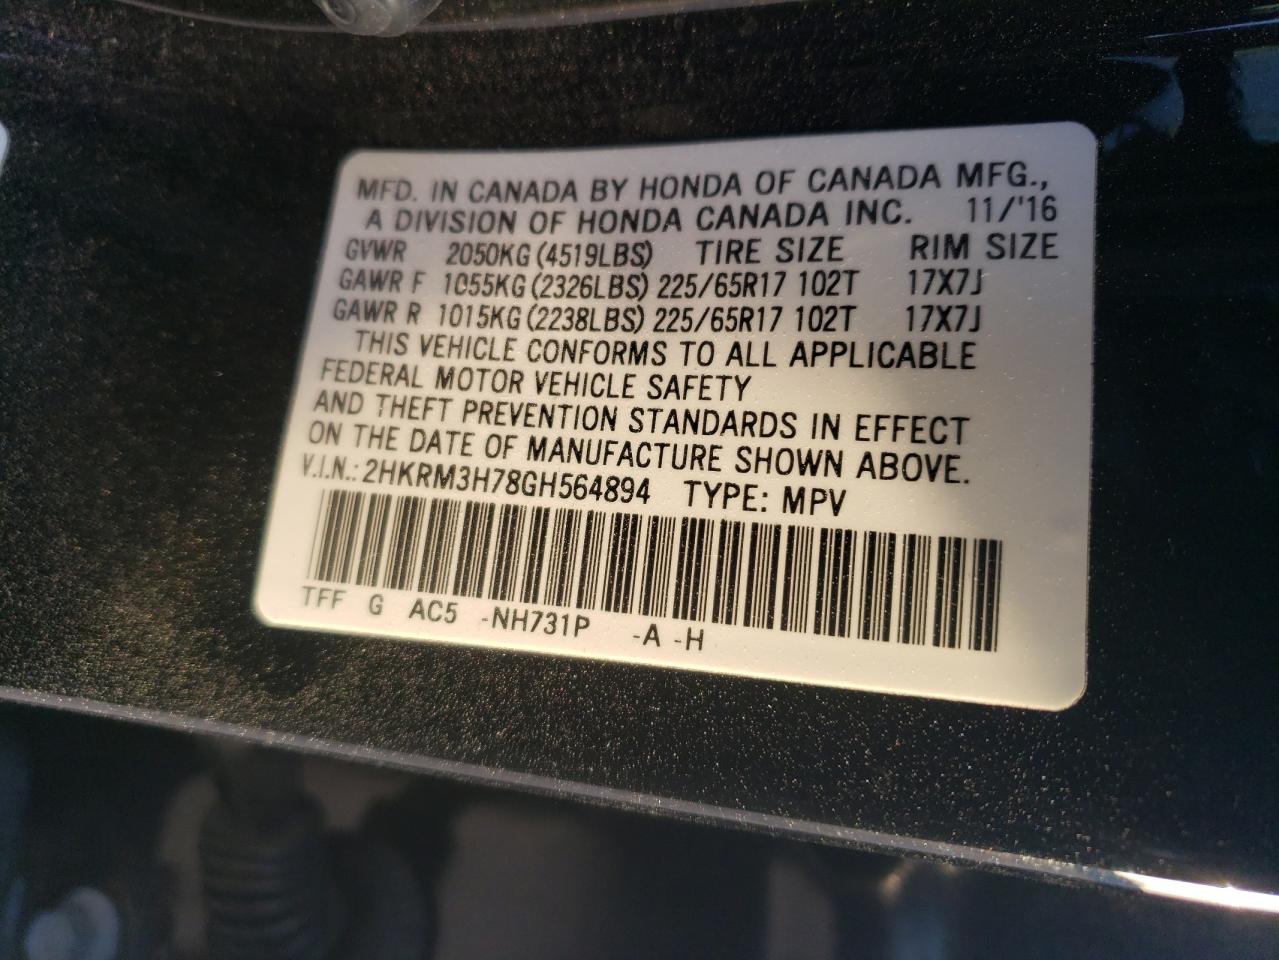 MFD. IN CANADA BY HONDA OF CANADA MFG.,
A DIVISION OF HONDA CANADA INC. 11/'16
GVWR 2050KG (4519LBS) TIRE SIZE RIM SIZE
GAWR F 1055KG (2326LBS) 225/65R17 102T 17X7J
GAWR R 1015KG (2238LBS) 225/65R17 102T 17X7J
THIS VEHICLE CONFORMS TO ALL APPLICABLE
FEDERAL MOTOR VEHICLE SAFETY
AND THEFT PREVENTION STANDARDS IN EFFECT
ON THE DATE OF MANUFACTURE SHOWN ABOVE.
V.I.N.: 2HKRM3H78GH564894 TYPE: MPV
TFF G AC5 -NH731P -A -H